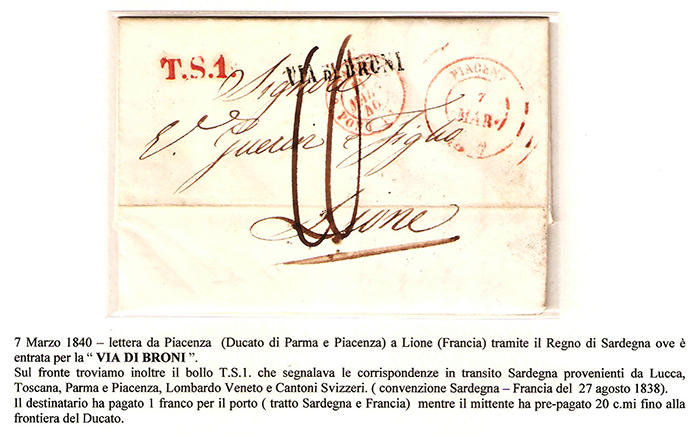 T.S.1.
VIA DI BRONI
PIACENZ
7
MAR
Signori
Guerin Figlio
Lione
10
7 Marzo 1840 – lettera da Piacenza (Ducato di Parma e Piacenza) a Lione (Francia) tramite il Regno di Sardegna ove è
entrata per la “ VIA DI BRONI ”.
Sul fronte troviamo inoltre il bollo T.S.1. che segnalava le corrispondenze in transito Sardegna provenienti da Lucca,
Toscana, Parma e Piacenza, Lombardo Veneto e Cantoni Svizzeri. ( convenzione Sardegna – Francia del 27 agosto 1838).
Il destinatario ha pagato 1 franco per il porto ( tratto Sardegna e Francia) mentre il mittente ha pre-pagato 20 c.mi fino alla
frontiera del Ducato.